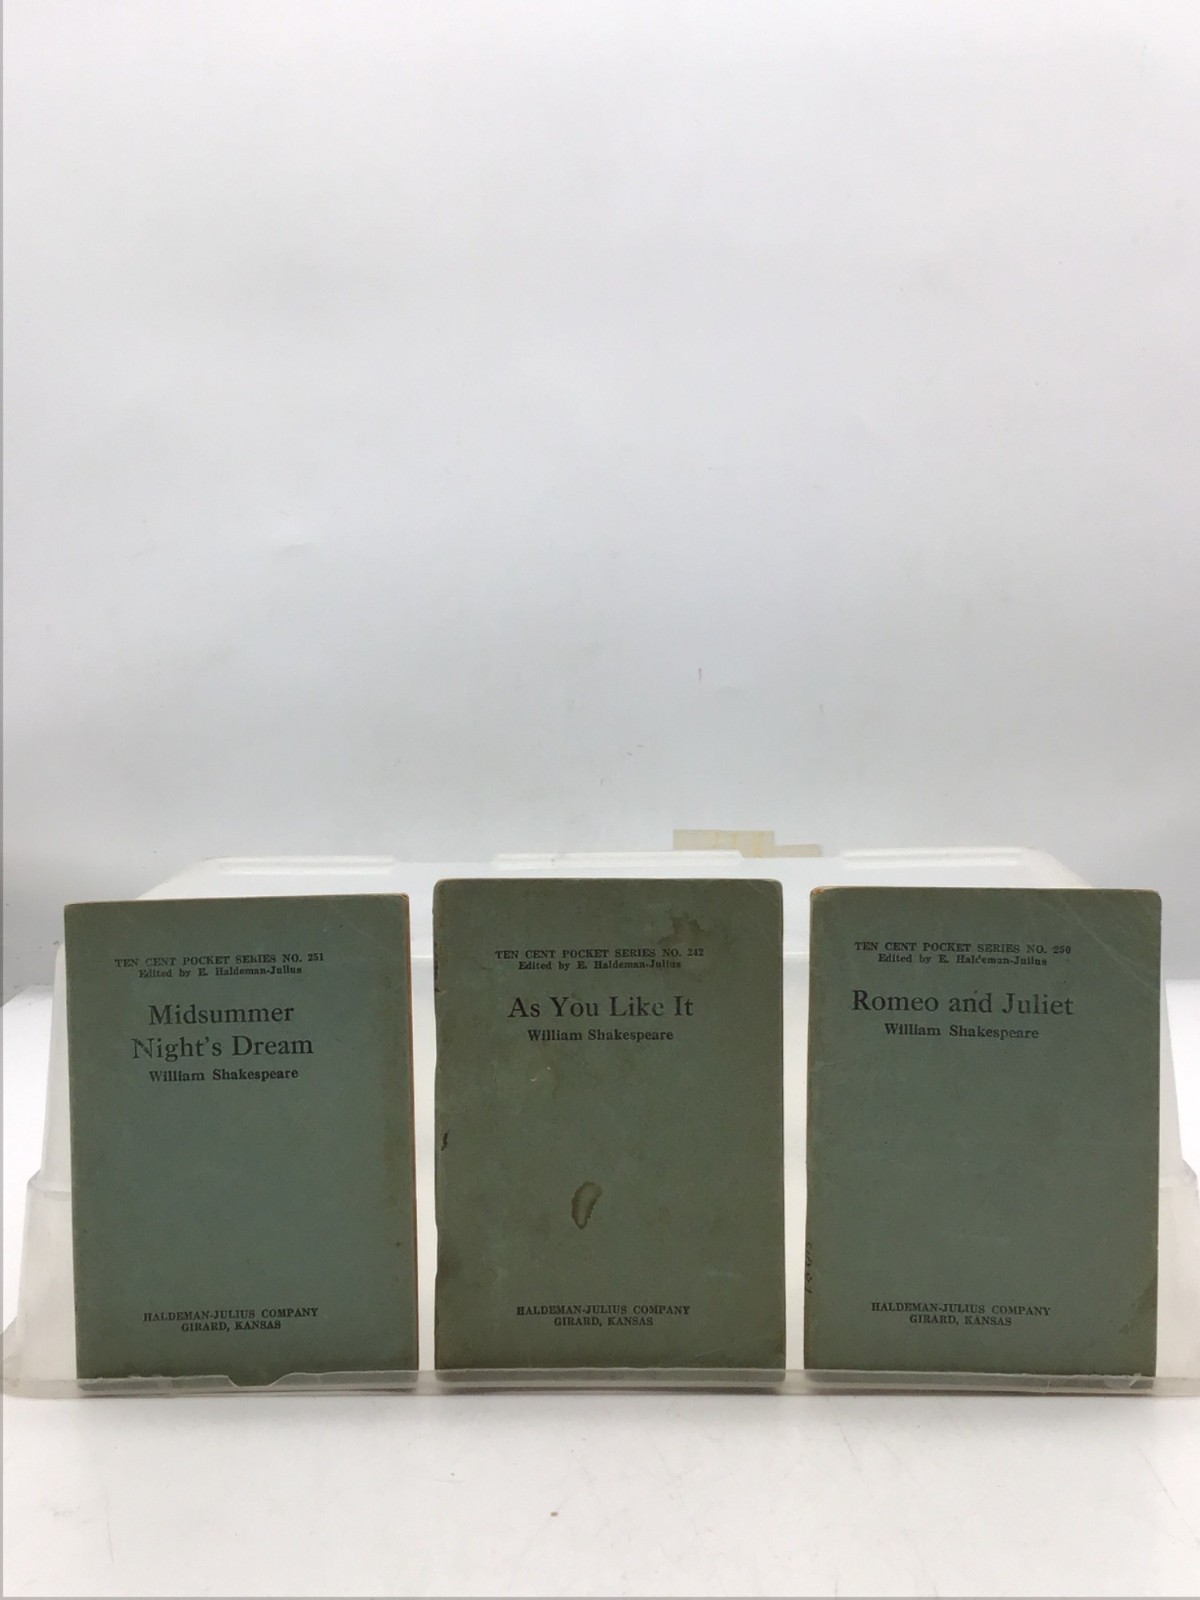 TEN CENT POCKET SERIES NO. 251
Edited by E. Haldeman-Julius
Midsummer
Night's Dream
William Shakespeare
HALDEMAN-JULIUS COMPANY
GIRARD, KANSAS
TEN CENT POCKET SERIES NO. 242
Edited by E. Haldeman-Julius
As You Like It
William Shakespeare
HALDEMAN-JULIUS COMPANY
GIRARD, KANSAS
TEN CENT POCKET SERIES NO. 250
Edited by E. Haldeman-Julius
Romeo and Juliet
William Shakespeare
HALDEMAN-JULIUS COMPANY
GIRARD, KANSAS